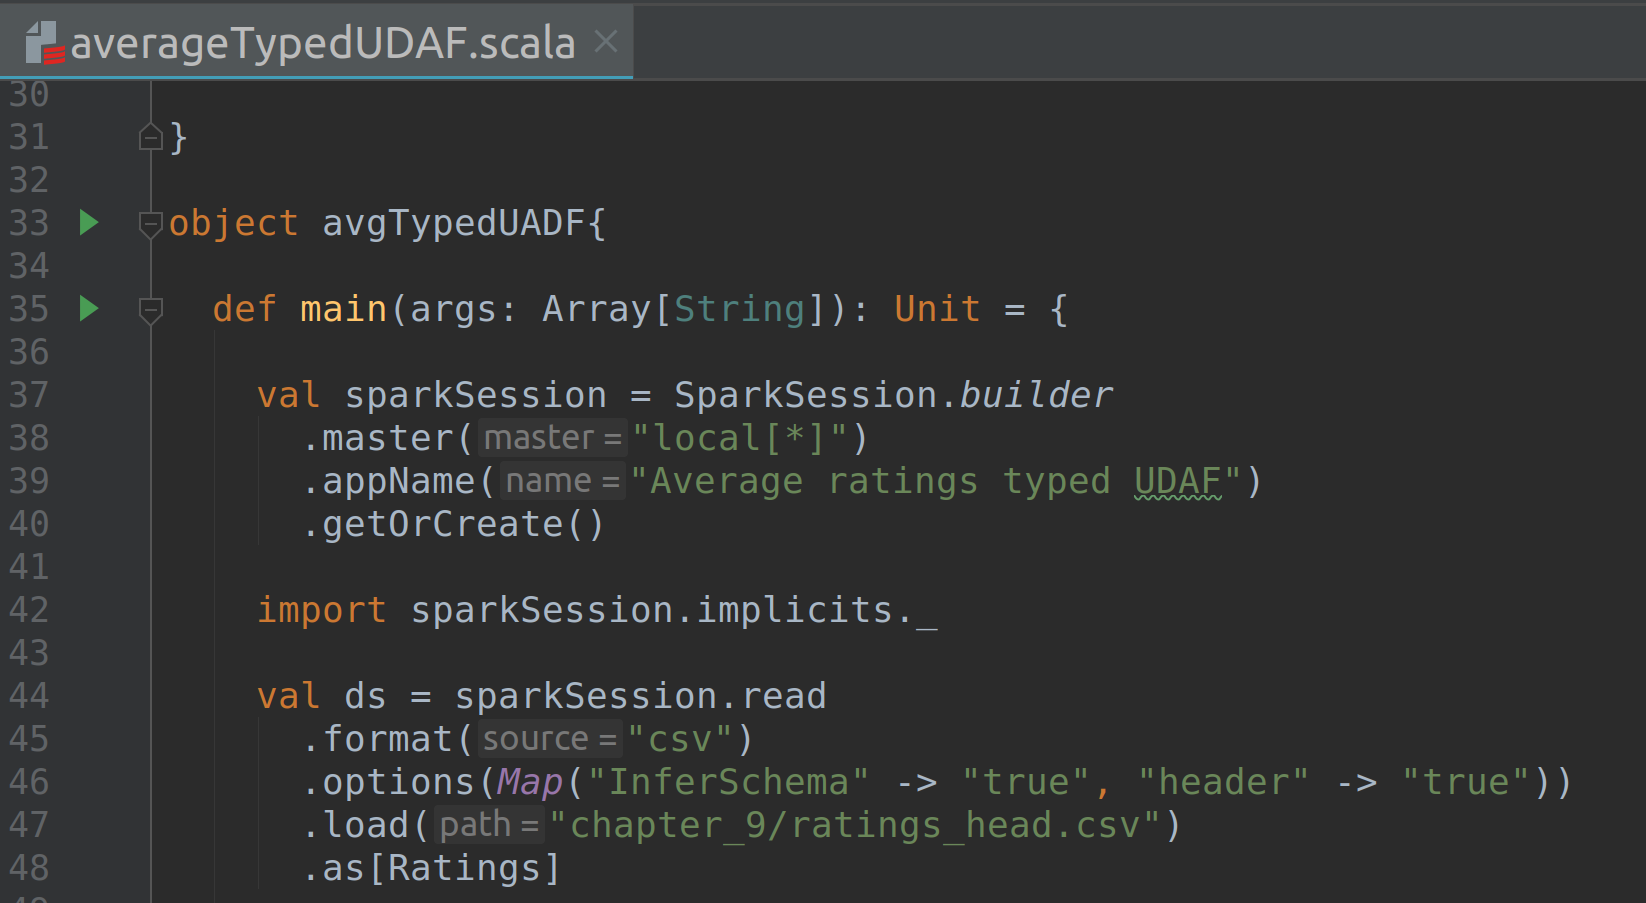 averageTypedUDAF.scala
30
31 }
32
33 object avgTypedUADF{
34
35 def main(args: Array[String]): Unit = {
36
37 val sparkSession = SparkSession.builder
38 .master( master = "local[*]")
39 .appName( name = "Average ratings typed UDAF")
40 .getOrCreate()
41
42 import sparkSession.implicits._
43
44 val ds = sparkSession.read
45 .format( source = "csv")
46 .options(Map("InferSchema" -> "true", "header" -> "true"))
47 .load( path = "chapter_9/ratings_head.csv")
48 .as[Ratings]